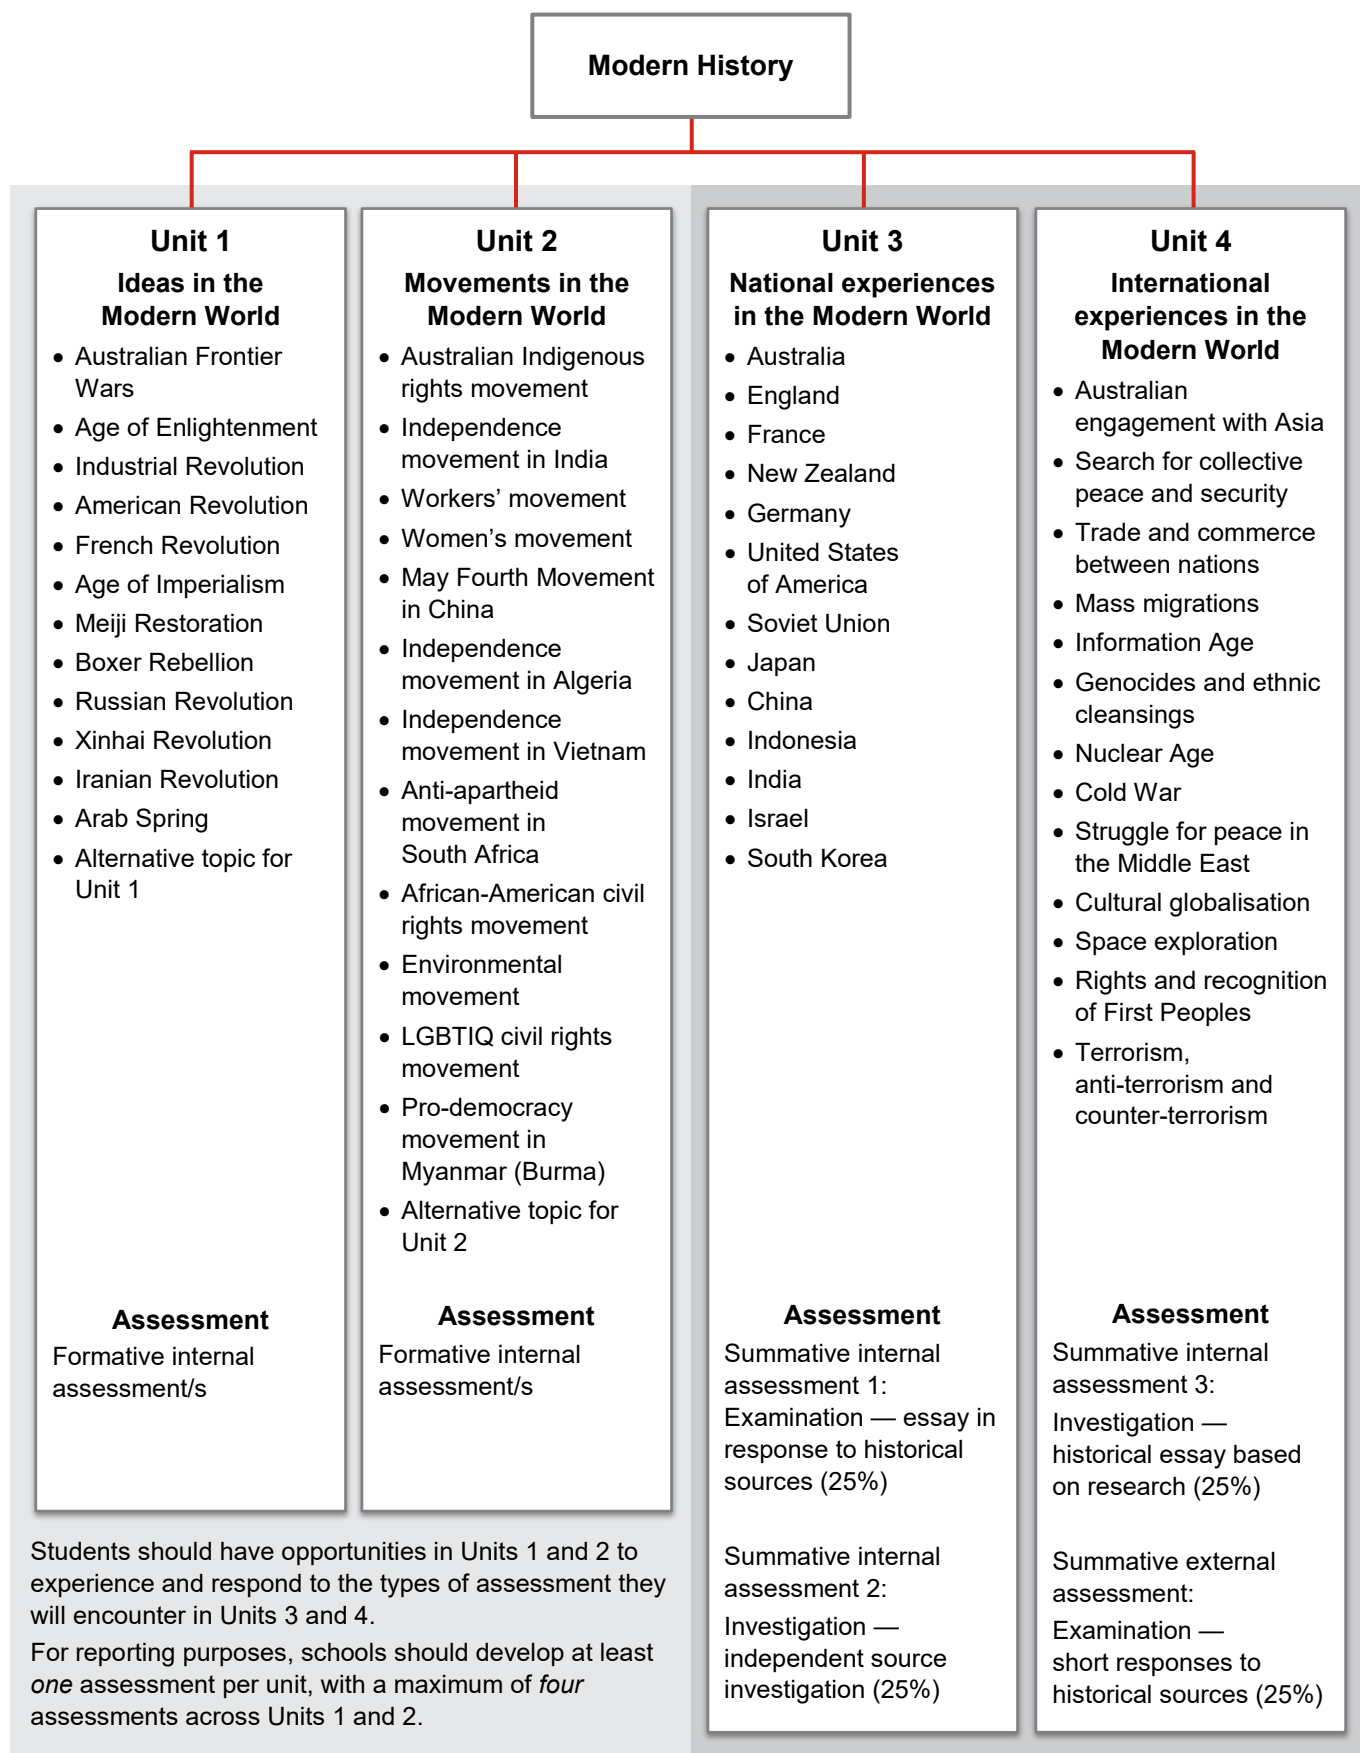 Modern History
Unit 1
Ideas in the
Modern World
• Australian Frontier
Wars
• Age of Enlightenment
• Industrial Revolution
• American Revolution
• French Revolution
• Age of Imperialism
• Meiji Restoration
• Boxer Rebellion
• Russian Revolution
• Xinhai Revolution
• Iranian Revolution
• Arab Spring
• Alternative topic for
Unit 1
Assessment
Formative internal
assessment/s
Unit 2
Movements in the
Modern World
• Australian Indigenous
rights movement
• Independence
movement in India
• Workers’ movement
• Women’s movement
• May Fourth Movement
in China
• Independence
movement in Algeria
• Independence
movement in Vietnam
• Anti-apartheid
movement in
South Africa
• African-American civil
rights movement
• Environmental
movement
• LGBTIQ civil rights
movement
• Pro-democracy
movement in
Myanmar (Burma)
• Alternative topic for
Unit 2
Assessment
Formative internal
assessment/s
Students should have opportunities in Units 1 and 2 to
experience and respond to the types of assessment they
will encounter in Units 3 and 4.
For reporting purposes, schools should develop at least
one assessment per unit, with a maximum of four
assessments across Units 1 and 2.
Unit 3
National experiences
in the Modern World
• Australia
• England
• France
• New Zealand
• Germany
• United States
of America
• Soviet Union
• Japan
• China
• Indonesia
• India
• Israel
• South Korea
Assessment
Summative internal
assessment 1:
Examination — essay in
response to historical
sources (25%)
Summative internal
assessment 2:
Investigation —
independent source
investigation (25%)
Unit 4
International
experiences in the
Modern World
• Australian
engagement with Asia
• Search for collective
peace and security
• Trade and commerce
between nations
• Mass migrations
• Information Age
• Genocides and ethnic
cleansings
• Nuclear Age
• Cold War
• Struggle for peace in
the Middle East
• Cultural globalisation
• Space exploration
• Rights and recognition
of First Peoples
• Terrorism,
anti-terrorism and
counter-terrorism
Assessment
Summative internal
assessment 3:
Investigation —
historical essay based
on research (25%)
Summative external
assessment:
Examination —
short responses to
historical sources (25%)